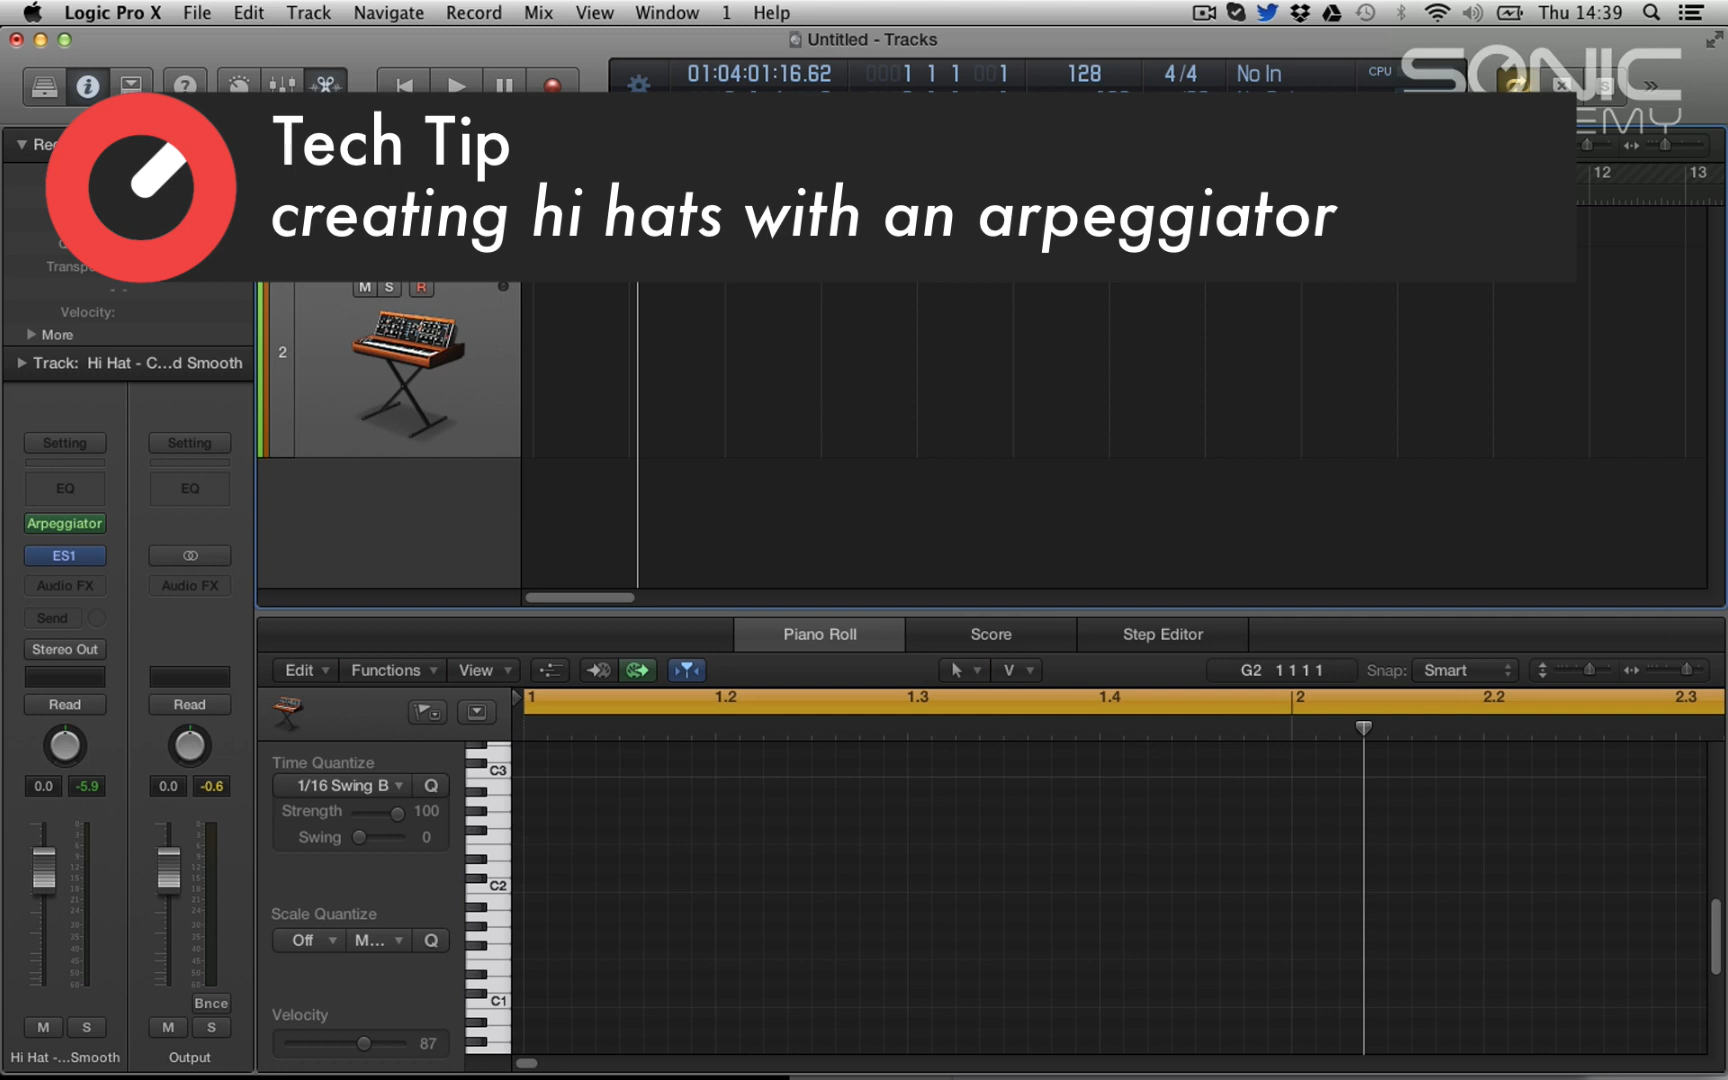 Logic Pro X File Edit Track Navigate Record Mix View Window 1 Help Thu 14:39
Untitled - Tracks
01:04:01:16.62 0001 1 1 001 128 4/4 No In CPU
SONIC
EMY
Tech Tip
creating hi hats with an arpeggiator
12 13
Velocity:
M S R
More
2
Track: Hi Hat - C...d Smooth
Setting Setting
EQ EQ
Arpeggiator
ES1
Audio FX Audio FX
Send
Stereo Out
Read Read
0.0 -5.9 0.0 -0.6
Bnce
M S M S
Hi Hat -...Smooth Output
Piano Roll Score Step Editor
Edit Functions View V G2 1 1 1 1 Snap: Smart
1 1.2 1.3 1.4 2 2.2 2.3
Time Quantize
1/16 Swing B Q
Strength 100
Swing 0
Scale Quantize
Off M... Q
Velocity
87
C3
C2
C1